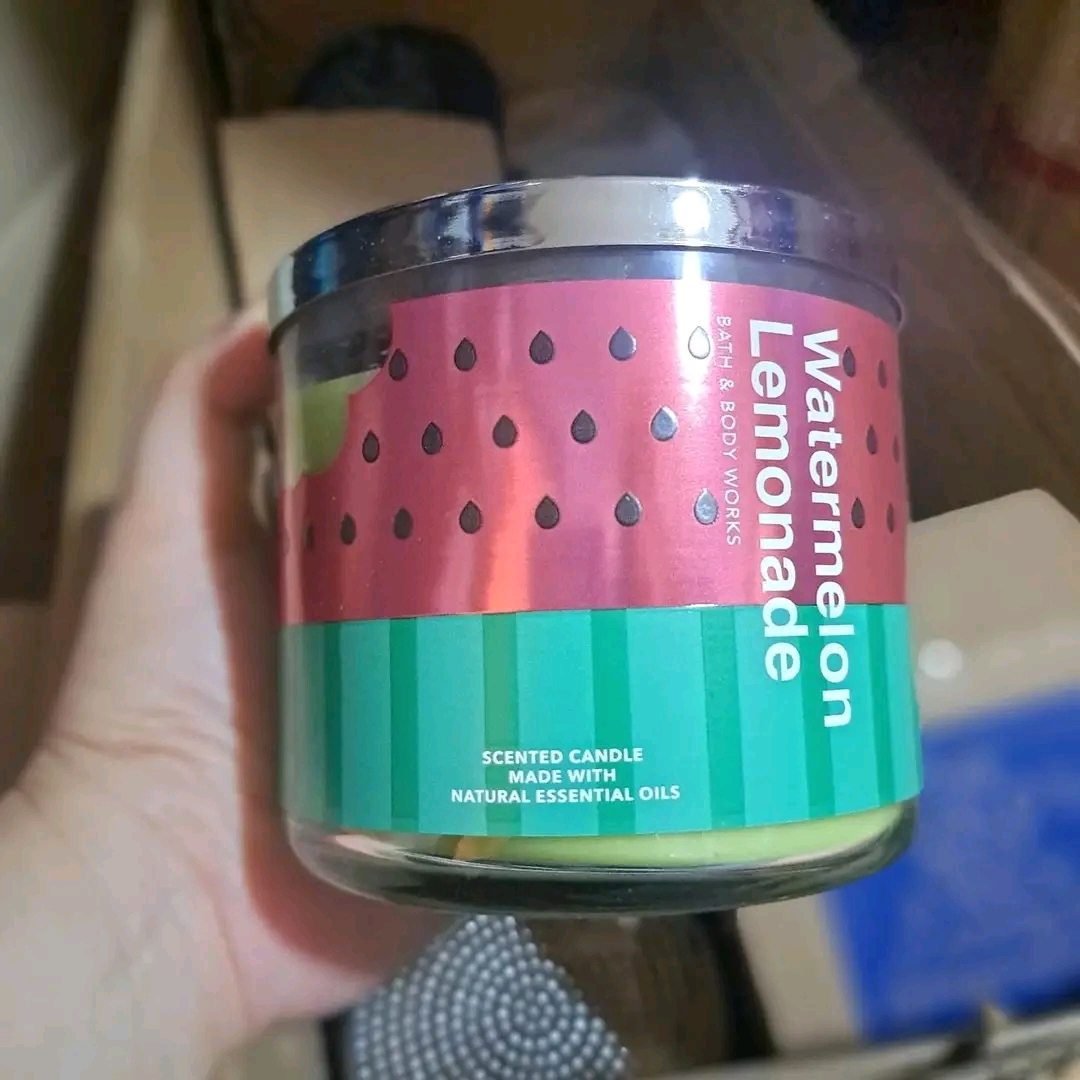 Watermelon
Lemonade
BATH & BODY WORKS
SCENTED CANDLE
MADE WITH
NATURAL ESSENTIAL OILS